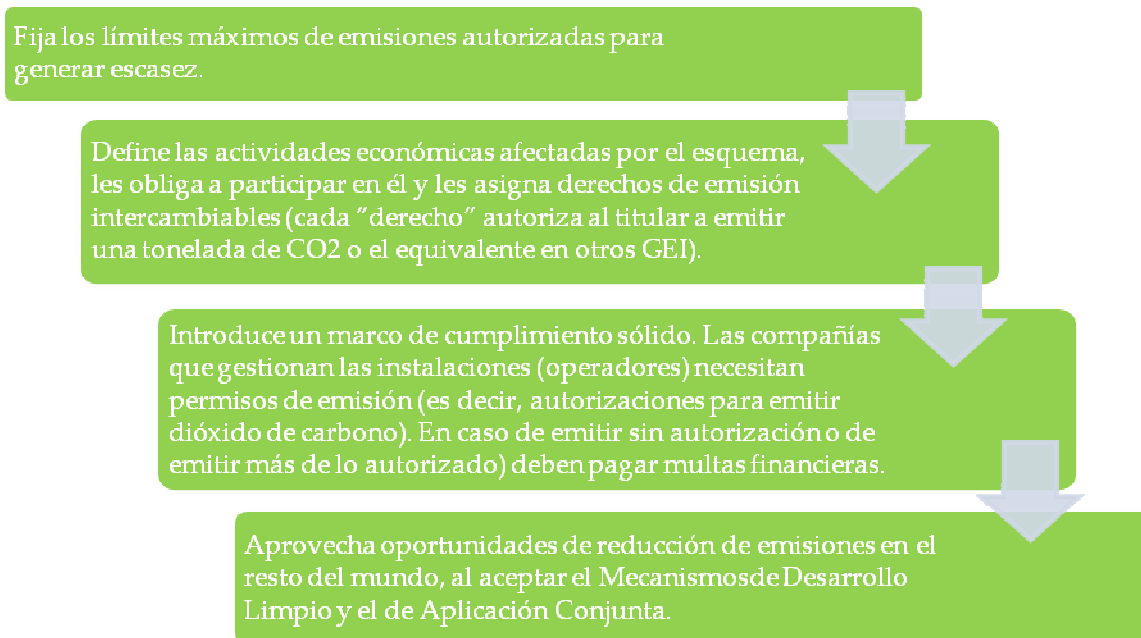 Fija los límites máximos de emisiones autorizadas para
generar escasez.
Define las actividades económicas afectadas por el esquema,
les obliga a participar en él y les asigna derechos de emisión
intercambiables (cada "derecho" autoriza al titular a emitir
una tonelada de CO2 o el equivalente en otros GEI).
Introduce un marco de cumplimiento sólido. Las compañías
que gestionan las instalaciones (operadores) necesitan
permisos de emisión (es decir, autorizaciones para emitir
dióxido de carbono). En caso de emitir sin autorización o de
emitir más de lo autorizado) deben pagar multas financieras.
Aprovecha oportunidades de reducción de emisiones en el
resto del mundo, al aceptar el Mecanismos de Desarrollo
Limpio y el de Aplicación Conjunta.